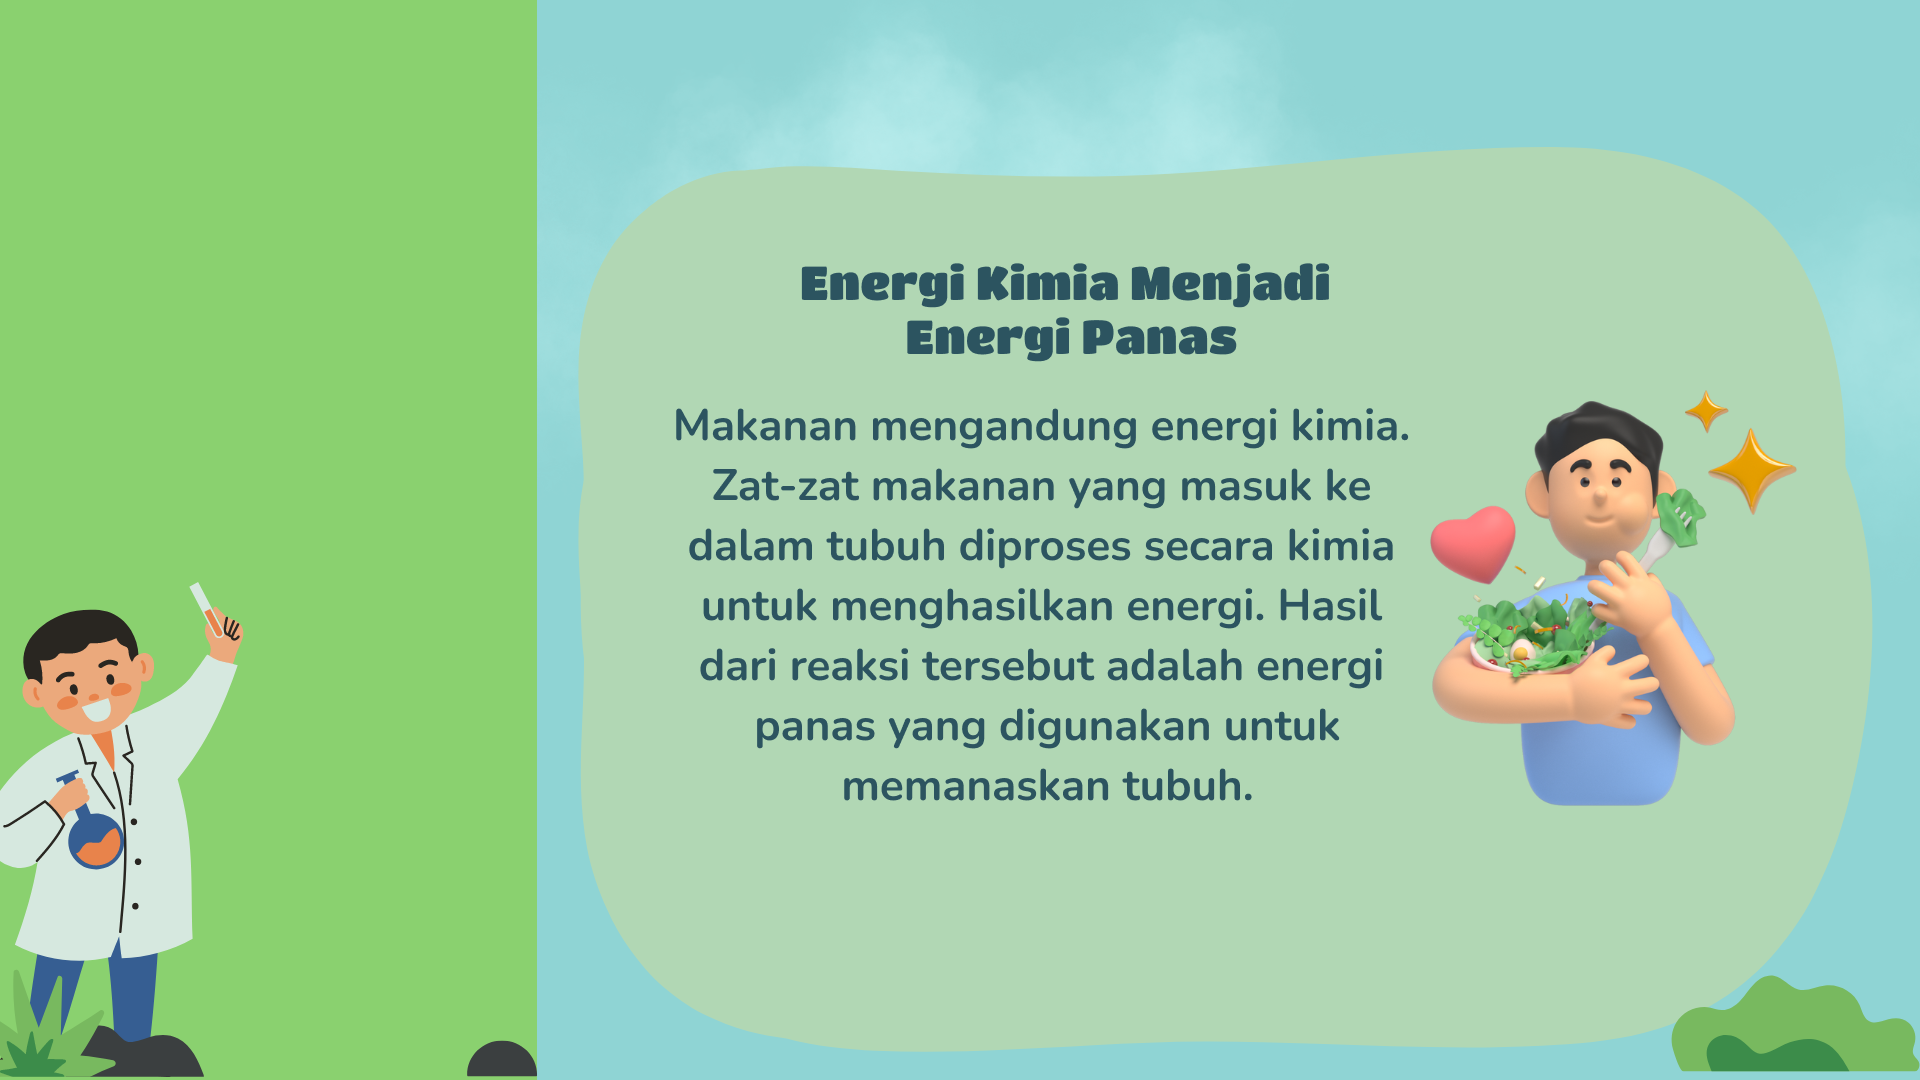 Energi Kimia Menjadi
Energi Panas
Makanan mengandung energi kimia.
Zat-zat makanan yang masuk ke
dalam tubuh diproses secara kimia
untuk menghasilkan energi. Hasil
dari reaksi tersebut adalah energi
panas yang digunakan untuk
memanaskan tubuh.